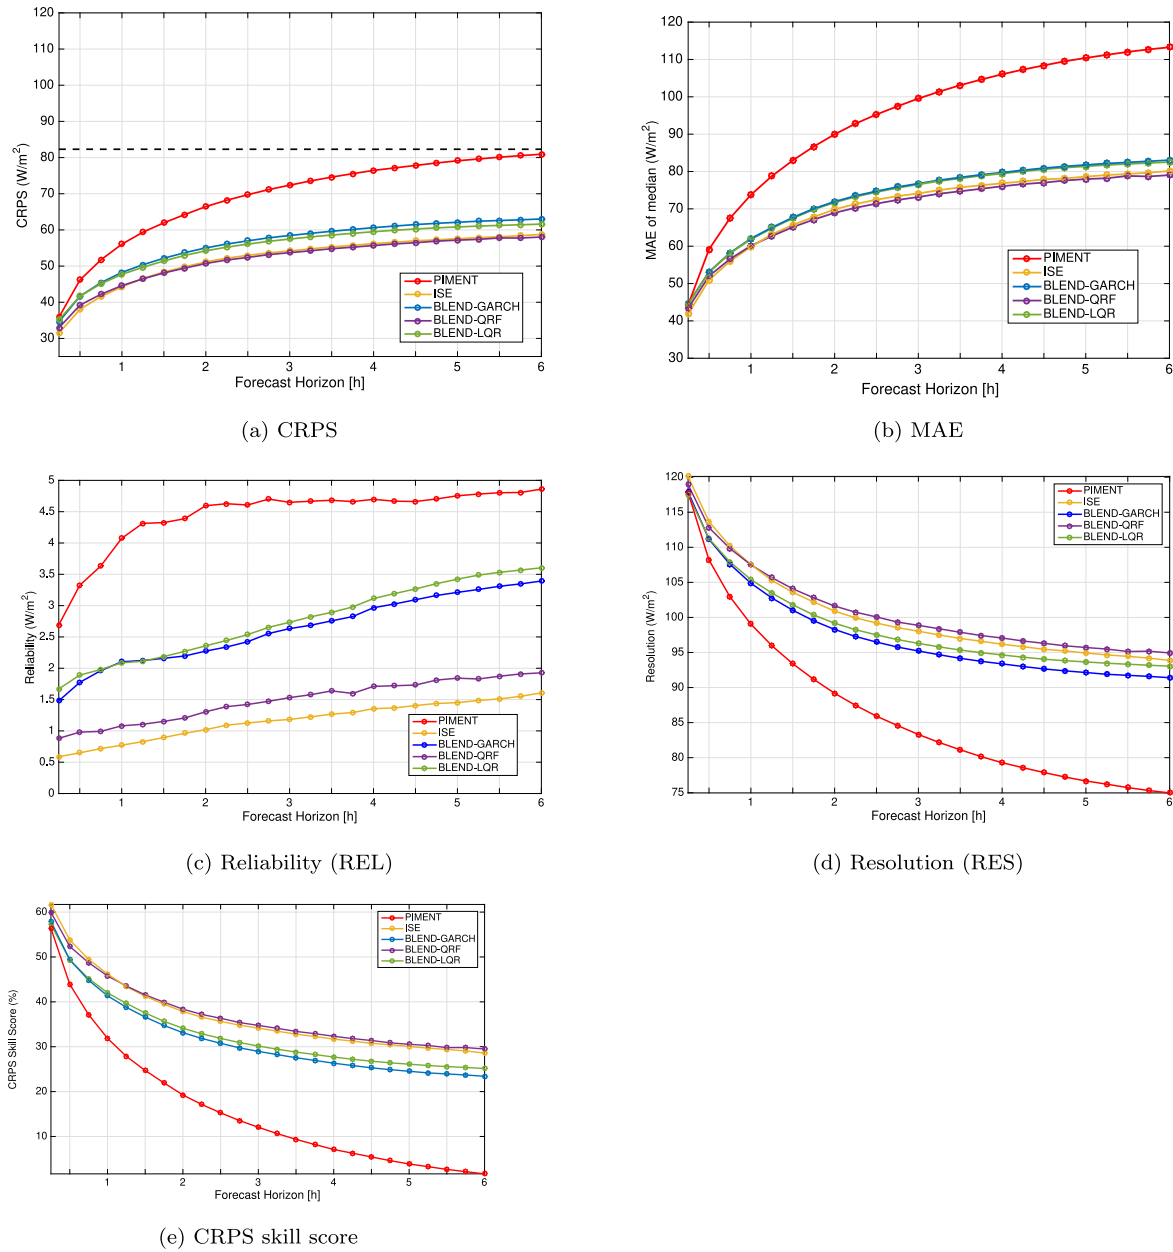 120
110
100
90
80
70
60
50
40
30
CRPS (W/m²)
PIMENT
ISE
BLEND-GARCH
BLEND-QRF
BLEND-LQR
1 2 3 4 5 6
Forecast Horizon [h]
(a) CRPS
120
110
100
90
80
70
60
50
40
30
MAE of median (W/m²)
PIMENT
ISE
BLEND-GARCH
BLEND-QRF
BLEND-LQR
1 2 3 4 5 6
Forecast Horizon [h]
(b) MAE
5
4.5
4
3.5
3
2.5
2
1.5
1
0.5
0
Reliability (W/m²)
PIMENT
ISE
BLEND-GARCH
BLEND-QRF
BLEND-LQR
1 2 3 4 5 6
Forecast Horizon [h]
(c) Reliability (REL)
120
115
110
105
100
95
90
85
80
75
Resolution (W/m²)
PIMENT
ISE
BLEND-GARCH
BLEND-QRF
BLEND-LQR
1 2 3 4 5 6
Forecast Horizon [h]
(d) Resolution (RES)
60
50
40
30
20
10
CRPS Skill Score (%)
PIMENT
ISE
BLEND-GARCH
BLEND-QRF
BLEND-LQR
1 2 3 4 5 6
Forecast Horizon [h]
(e) CRPS skill score